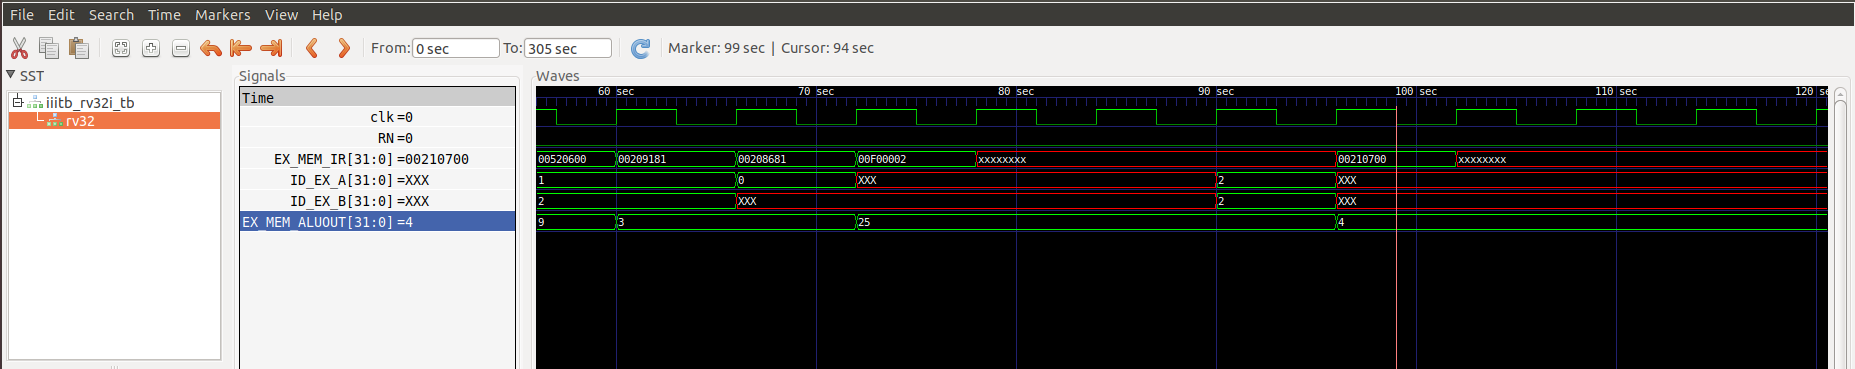 File Edit Search Time Markers View Help
From: 0 sec To: 305 sec Marker: 99 sec | Cursor: 94 sec
SST
iiitb_rv32i_tb
rv32
Signals
Time
clk=0
RN=0
EX_MEM_IR[31:0]=00210700
ID_EX_A[31:0]=XXX
ID_EX_B[31:0]=XXX
EX_MEM_ALUOUT[31:0]=4
Waves
60 sec 70 sec 80 sec 90 sec 100 sec 110 sec 120 se
00520600 00209181 00208681 00F00002 xxxxxxxx 00210700 xxxxxxxx
1 0 XXX 2 XXX
2 XXX 2 XXX
9 3 25 4